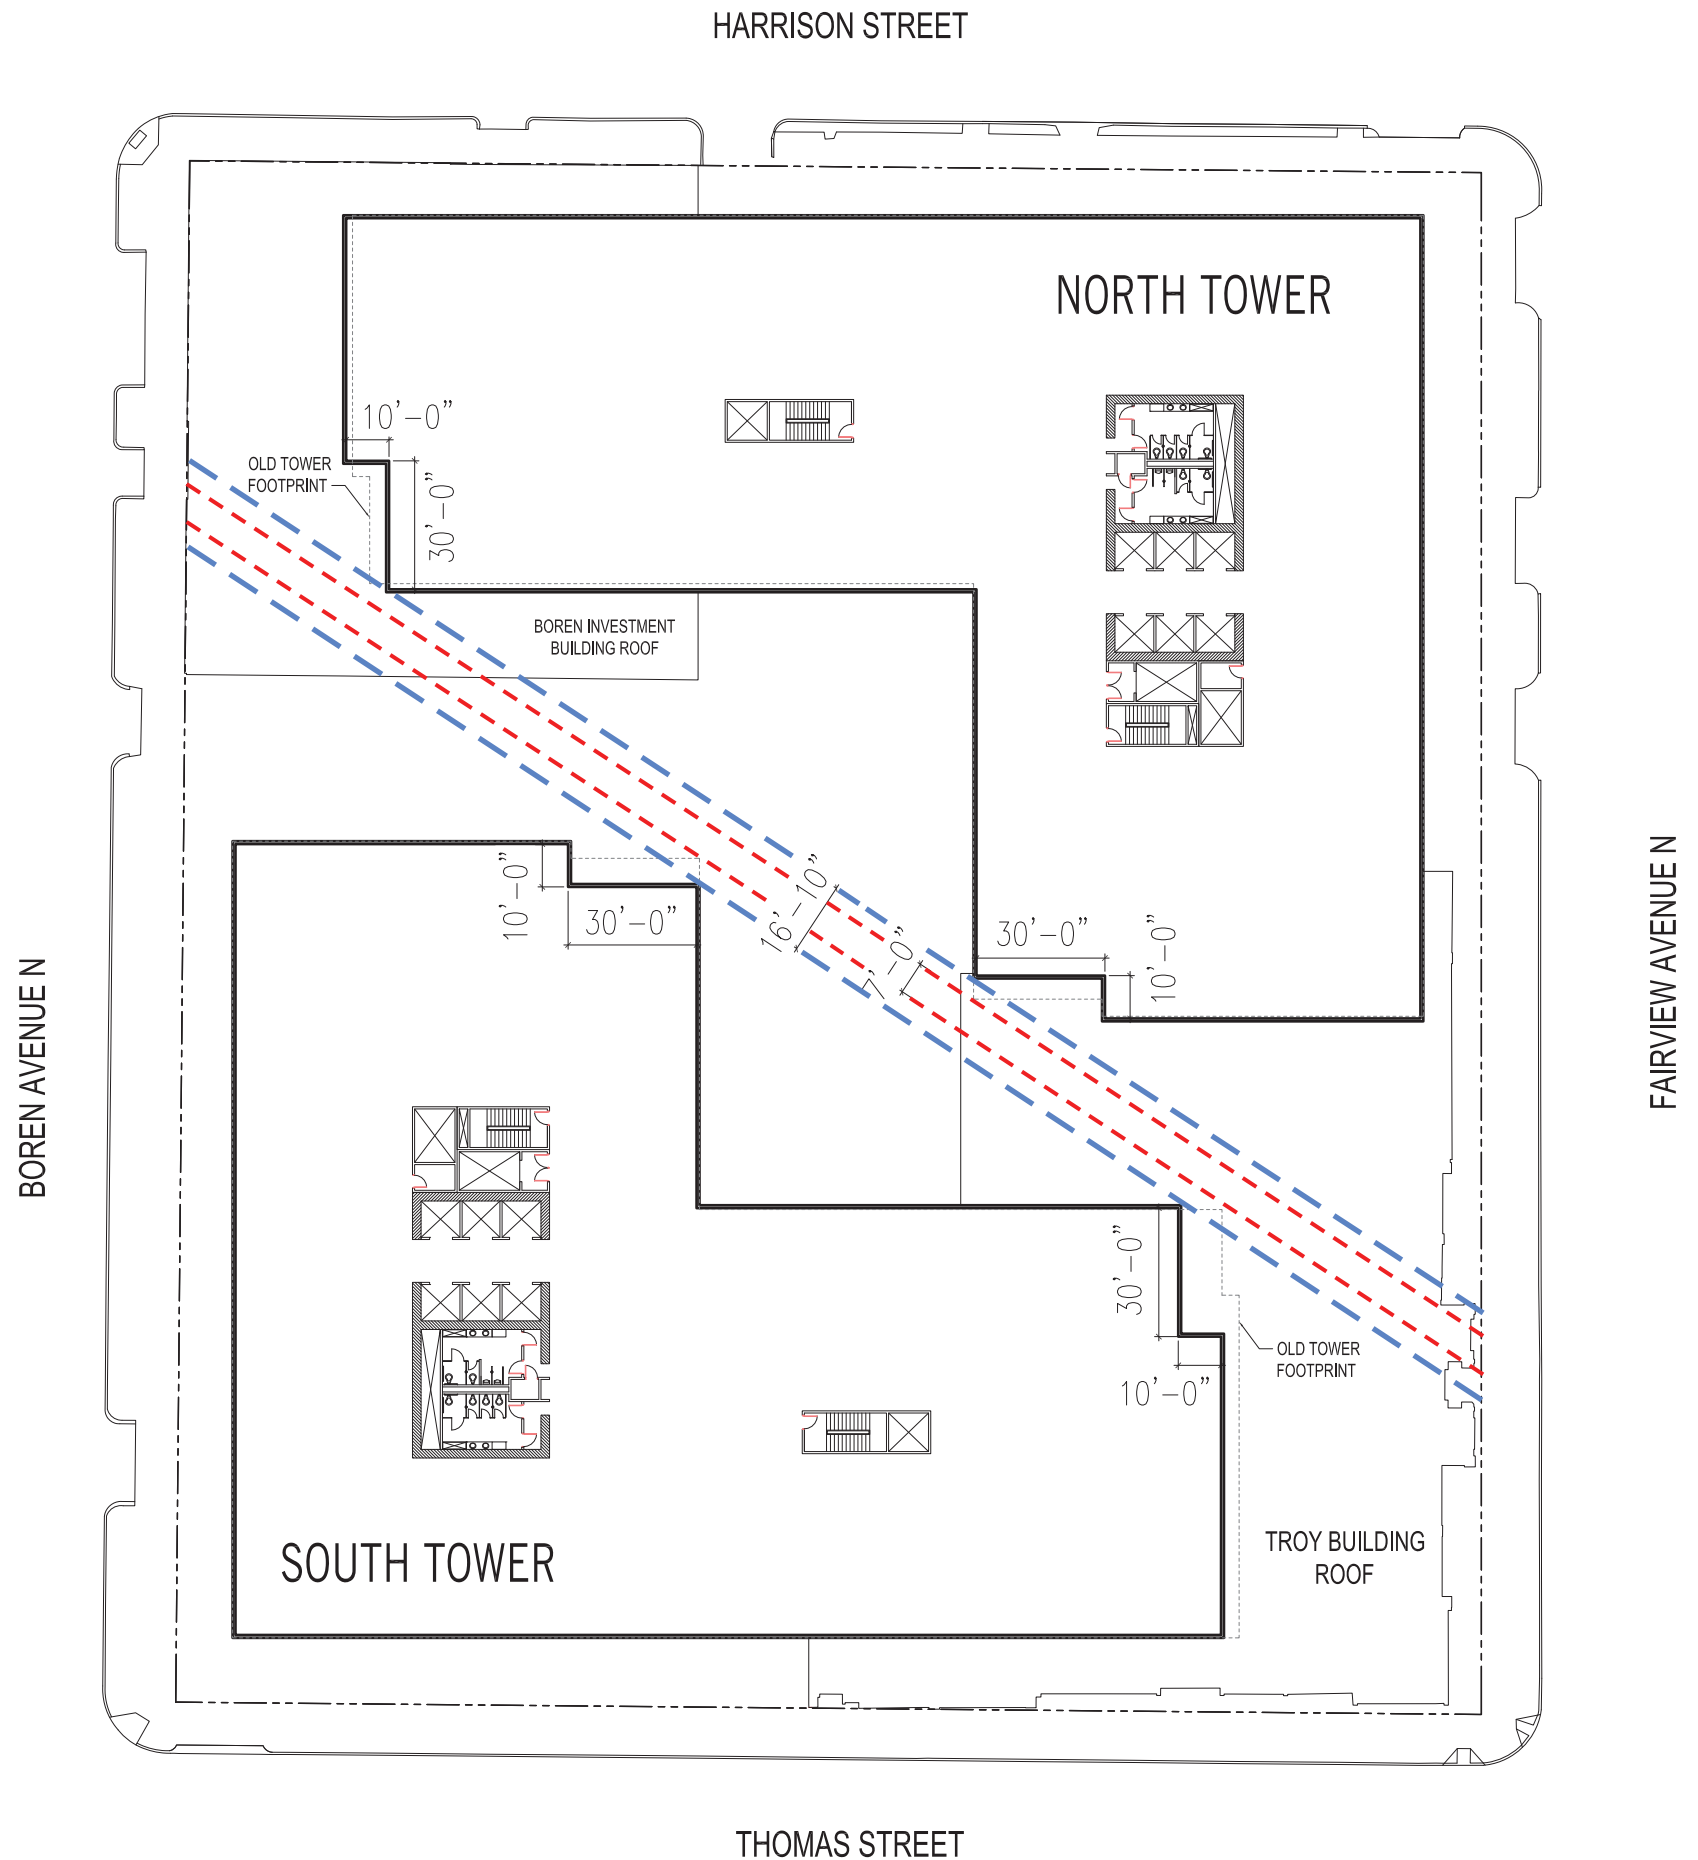 HARRISON STREET
NORTH TOWER
10'-0"
OLD TOWER
FOOTPRINT
30'-0"
BOREN INVESTMENT
BUILDING ROOF
10'-0"
30'-0"
16'-10"
7'-0"
30'-0"
10'-0"
BOREN AVENUE N
FAIRVIEW AVENUE N
30'-0"
OLD TOWER
FOOTPRINT
10'-0"
SOUTH TOWER
TROY BUILDING
ROOF
THOMAS STREET